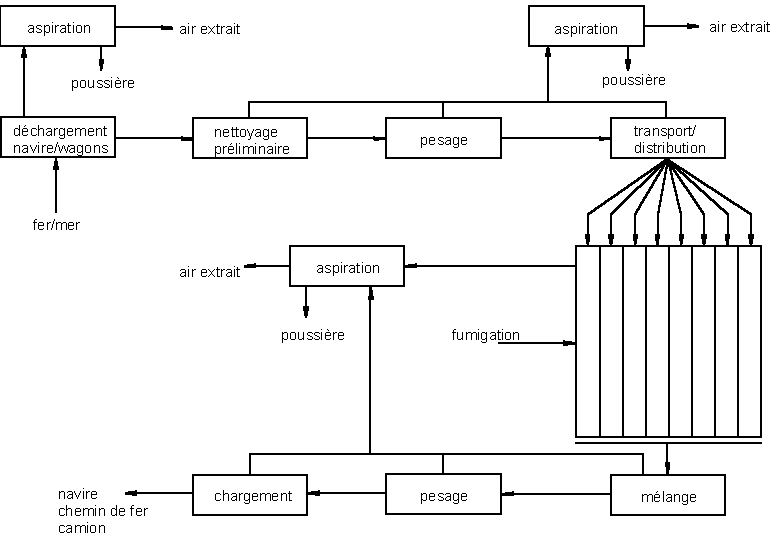 aspiration
air extrait
poussière
aspiration
air extrait
poussière
déchargement
navire/wagons
nettoyage
préliminaire
pesage
transport/
distribution
fer/mer
air extrait
aspiration
poussière
fumigation
navire
chemin de fer
camion
chargement
pesage
mélange